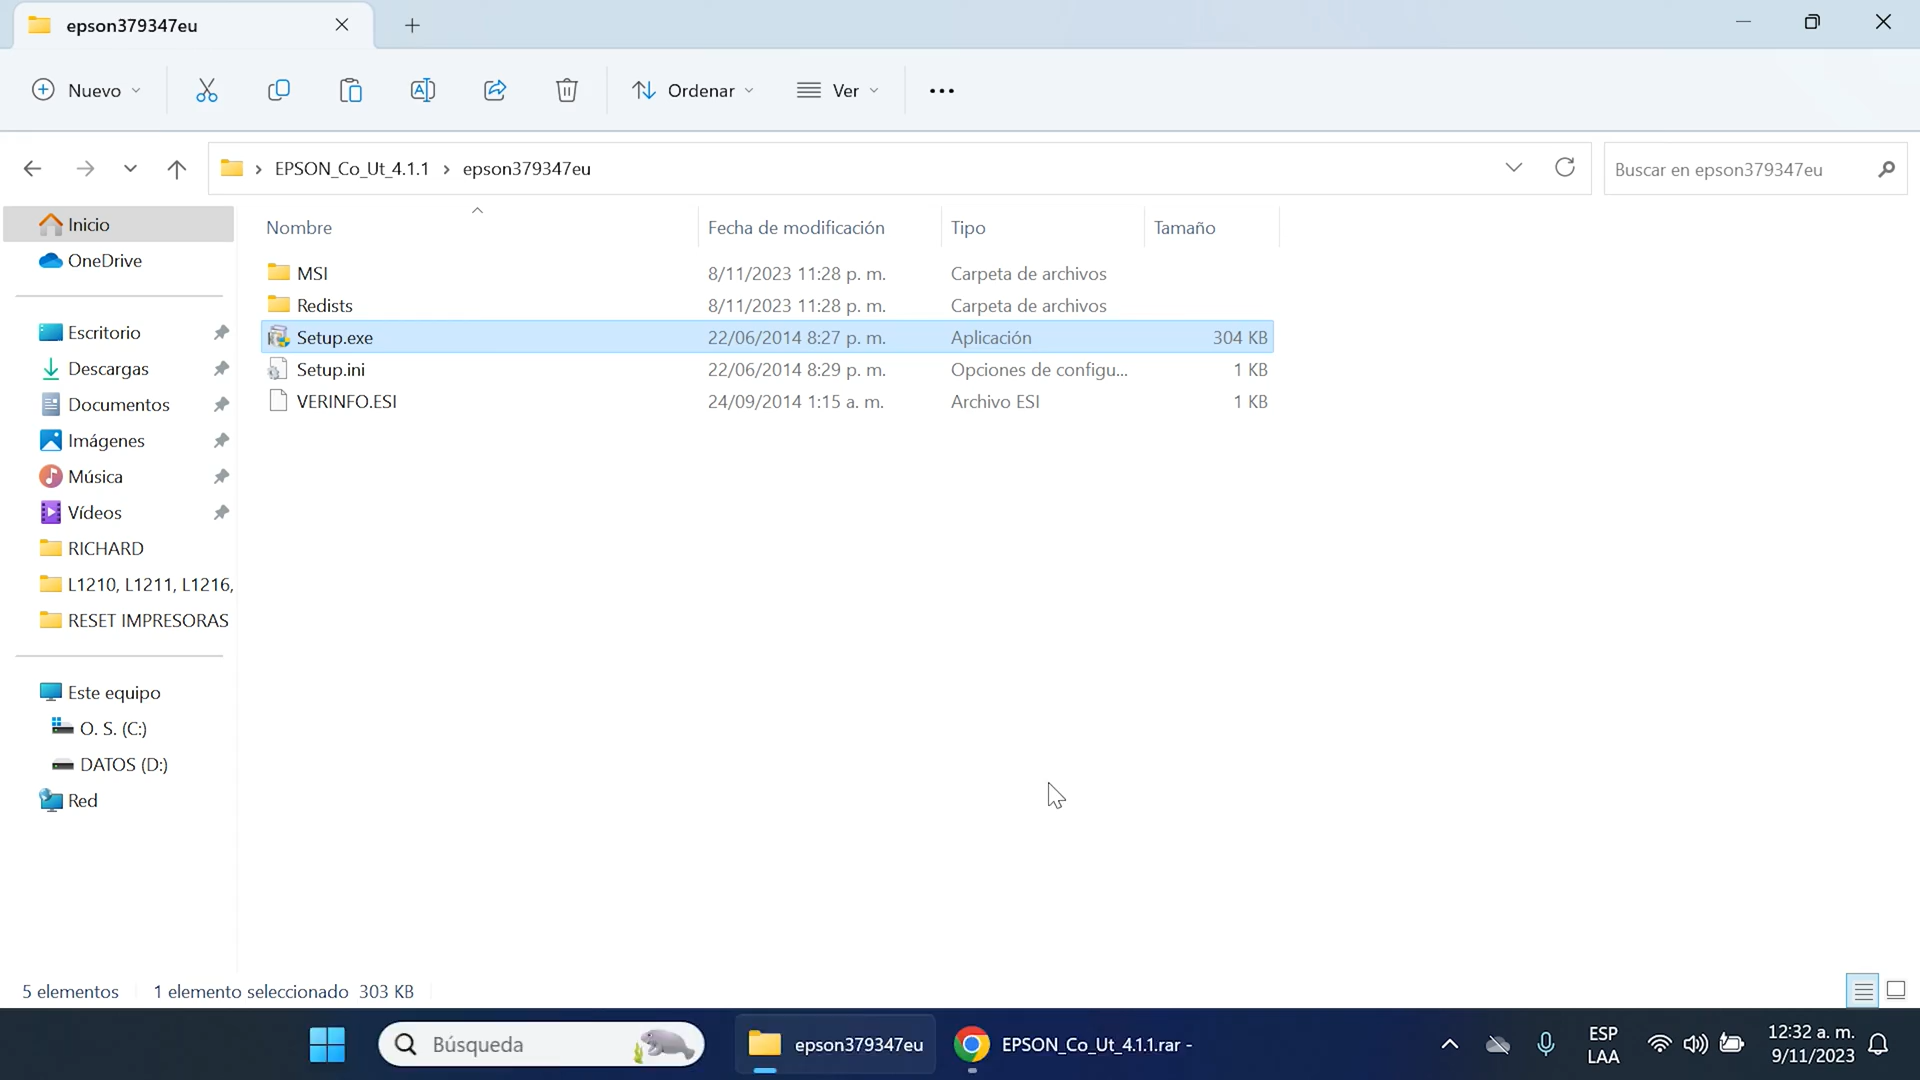 epson379347eu
Nuevo
Ordenar
Ver
EPSON_Co_Ut_4.1.1 > epson379347eu
Buscar en epson379347eu
Inicio
OneDrive
Escritorio
Descargas
Documentos
Imágenes
Música
Vídeos
RICHARD
L1210, L1211, L1216,
RESET IMPRESORAS
Este equipo
O. S. (C:)
DATOS (D:)
Red
Nombre Fecha de modificación Tipo Tamaño
MSI 8/11/2023 11:28 p. m. Carpeta de archivos
Redists 8/11/2023 11:28 p. m. Carpeta de archivos
Setup.exe 22/06/2014 8:27 p. m. Aplicación 304 KB
Setup.ini 22/06/2014 8:29 p. m. Opciones de configu... 1 KB
VERINFO.ESI 24/09/2014 1:15 a. m. Archivo ESI 1 KB
5 elementos 1 elemento seleccionado 303 KB
Búsqueda
epson379347eu
EPSON_Co_Ut_4.1.1.rar -
ESP
LAA
12:32 a. m.
9/11/2023